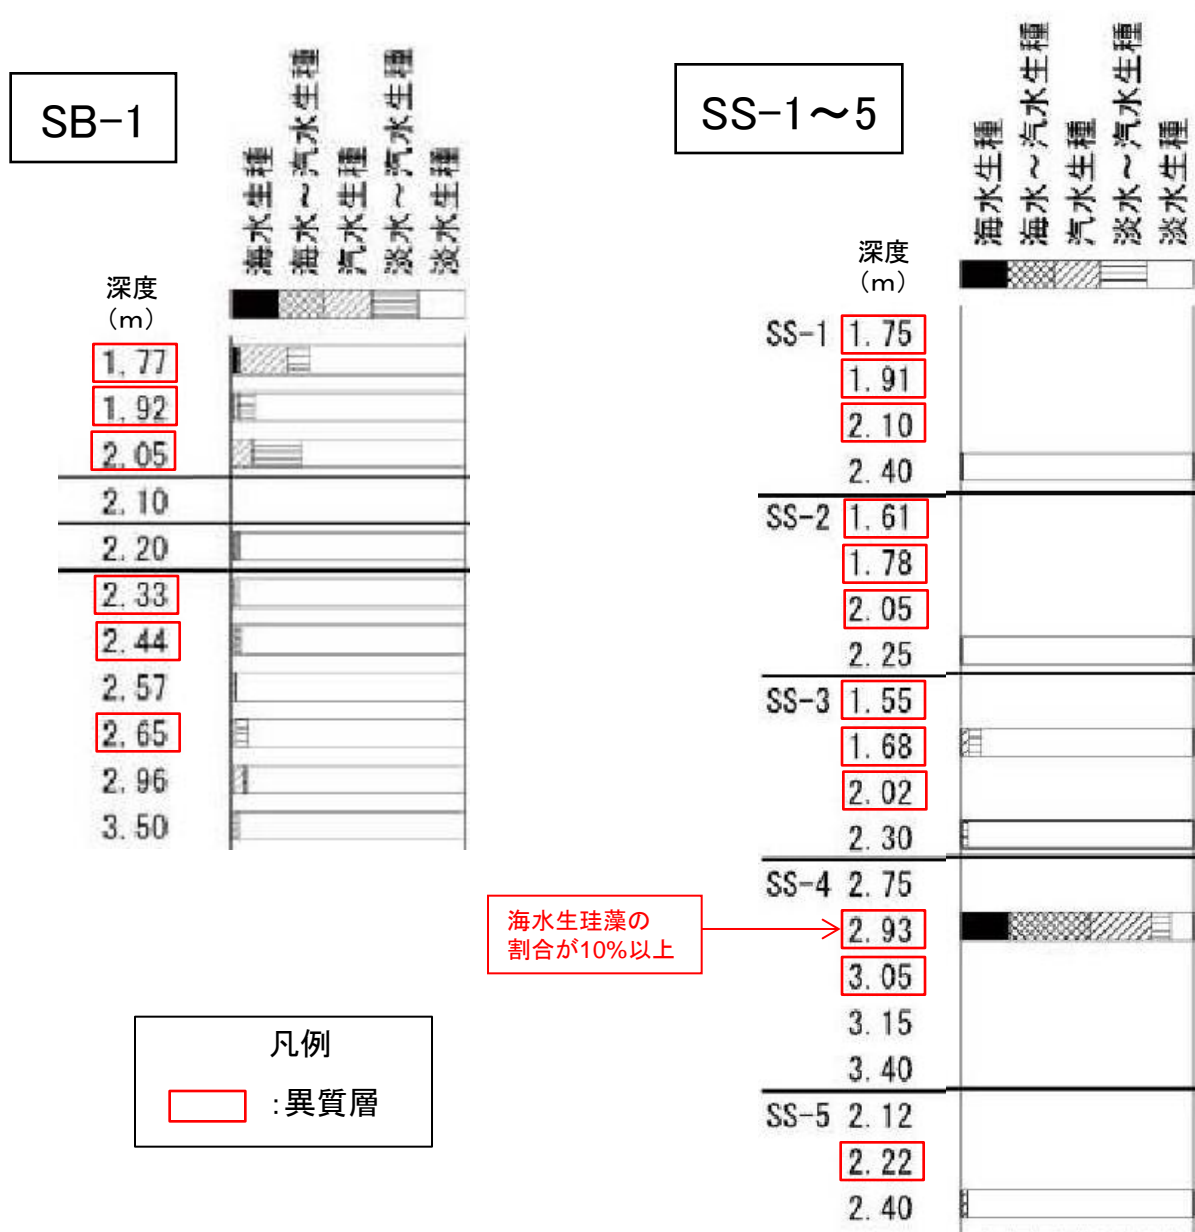 SB-1
海水生種
海水～汽水生種
汽水生種
淡水～汽水生種
淡水生種
深度
(m)
1.77
1.92
2.05
2.10
2.20
2.33
2.44
2.57
2.65
2.96
3.50
凡例
:異質層
SS-1～5
海水生種
海水～汽水生種
汽水生種
淡水～汽水生種
淡水生種
深度
(m)
SS-1 1.75
1.91
2.10
2.40
SS-2 1.61
1.78
2.05
2.25
SS-3 1.55
1.68
2.02
2.30
SS-4 2.75
海水生珪藻の
割合が10%以上
2.93
3.05
3.15
3.40
SS-5 2.12
2.22
2.40